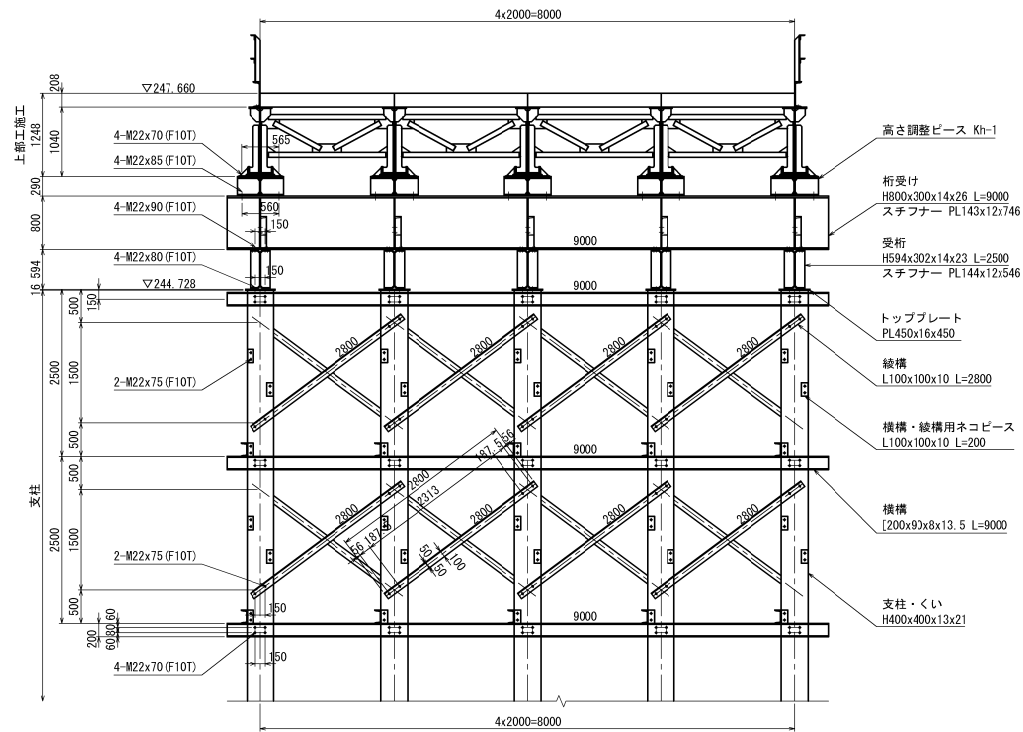 4x2000=8000
208
▽247.660
上部工施工
1248
1040
4-M22x70(F10T)
565
高さ調整ピース Kh-1
4-M22x85(F10T)
290
桁受け
H800x300x14x26 L=9000
スチフナー PL143x12x746
4-M22x90(F10T)
560
150
800
9000
受桁
H594x302x14x23 L=2500
スチフナー PL144x12x546
4-M22x80(F10T)
150
594
16
▽244.728
9000
150
500
トッププレート
PL450x16x450
2800
2800
2800
2800
綾構
L100x100x10 L=2800
2500
1500
2-M22x75(F10T)
横構・綾構用ネコピース
L100x100x10 L=200
500
187.5
56
9000
500
2800
2313
横構
[200x90x8x13.5 L=9000
支柱
2800
2800
2800
2800
2500
1500
56
187.5
50
50
100
2-M22x75(F10T)
500
150
支柱・くい
H400x400x13x21
9000
200
60
80
60
150
4-M22x70(F10T)
4x2000=8000